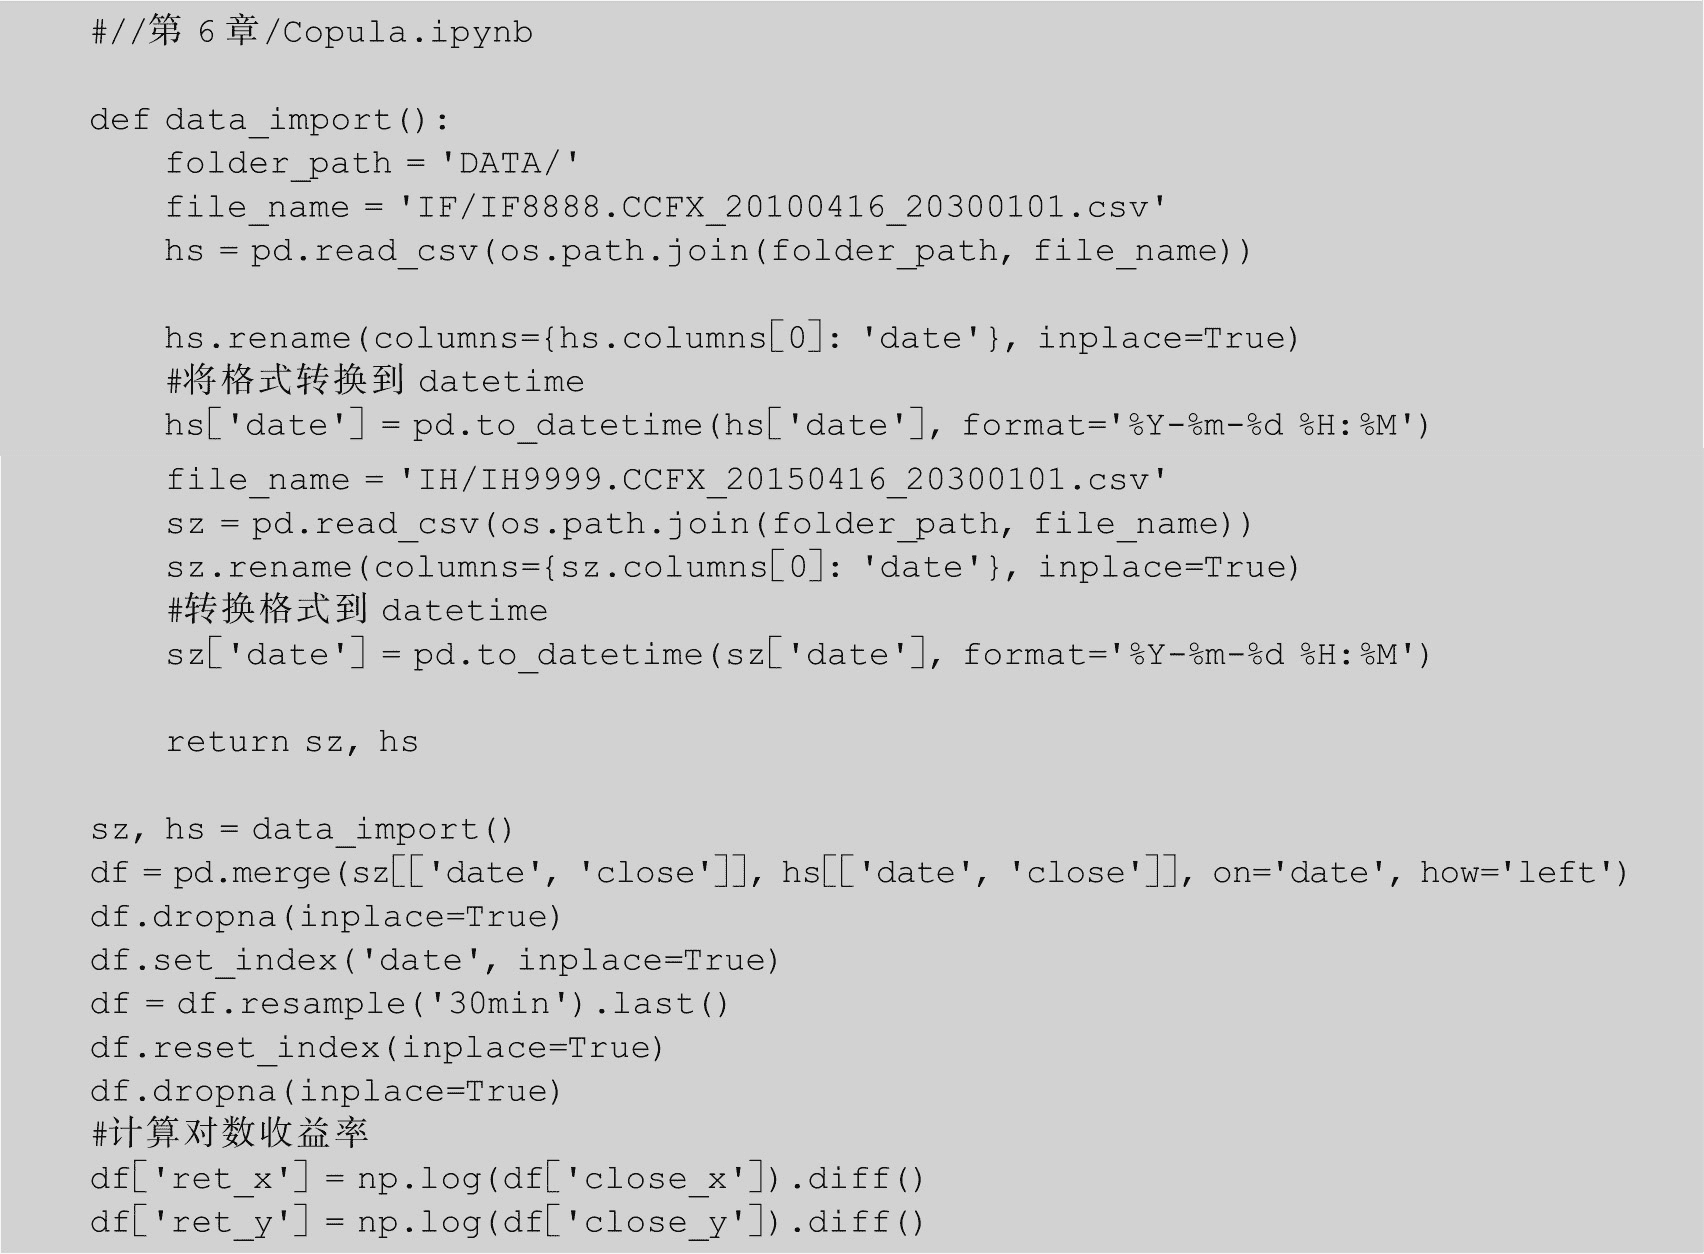 #//第 6 章/Copula.ipynb
def data_import():
    folder_path = 'DATA/'
    file_name = 'IF/IF8888.CCFX_20100416_20300101.csv'
    hs = pd.read_csv(os.path.join(folder_path, file_name))
    hs.rename(columns={hs.columns[0]: 'date'}, inplace=True)
    #将格式转换到 datetime
    hs['date'] = pd.to_datetime(hs['date'], format='%Y-%m-%d %H:%M')
    file_name = 'IH/IH9999.CCFX_20150416_20300101.csv'
    sz = pd.read_csv(os.path.join(folder_path, file_name))
    sz.rename(columns={sz.columns[0]: 'date'}, inplace=True)
    #转换格式到 datetime
    sz['date'] = pd.to_datetime(sz['date'], format='%Y-%m-%d %H:%M')
    return sz, hs
sz, hs = data_import()
df = pd.merge(sz[['date', 'close']], hs[['date', 'close']], on='date', how='left')
df.dropna(inplace=True)
df.set_index('date', inplace=True)
df = df.resample('30min').last()
df.reset_index(inplace=True)
df.dropna(inplace=True)
#计算对数收益率
df['ret_x'] = np.log(df['close_x']).diff()
df['ret_y'] = np.log(df['close_y']).diff()